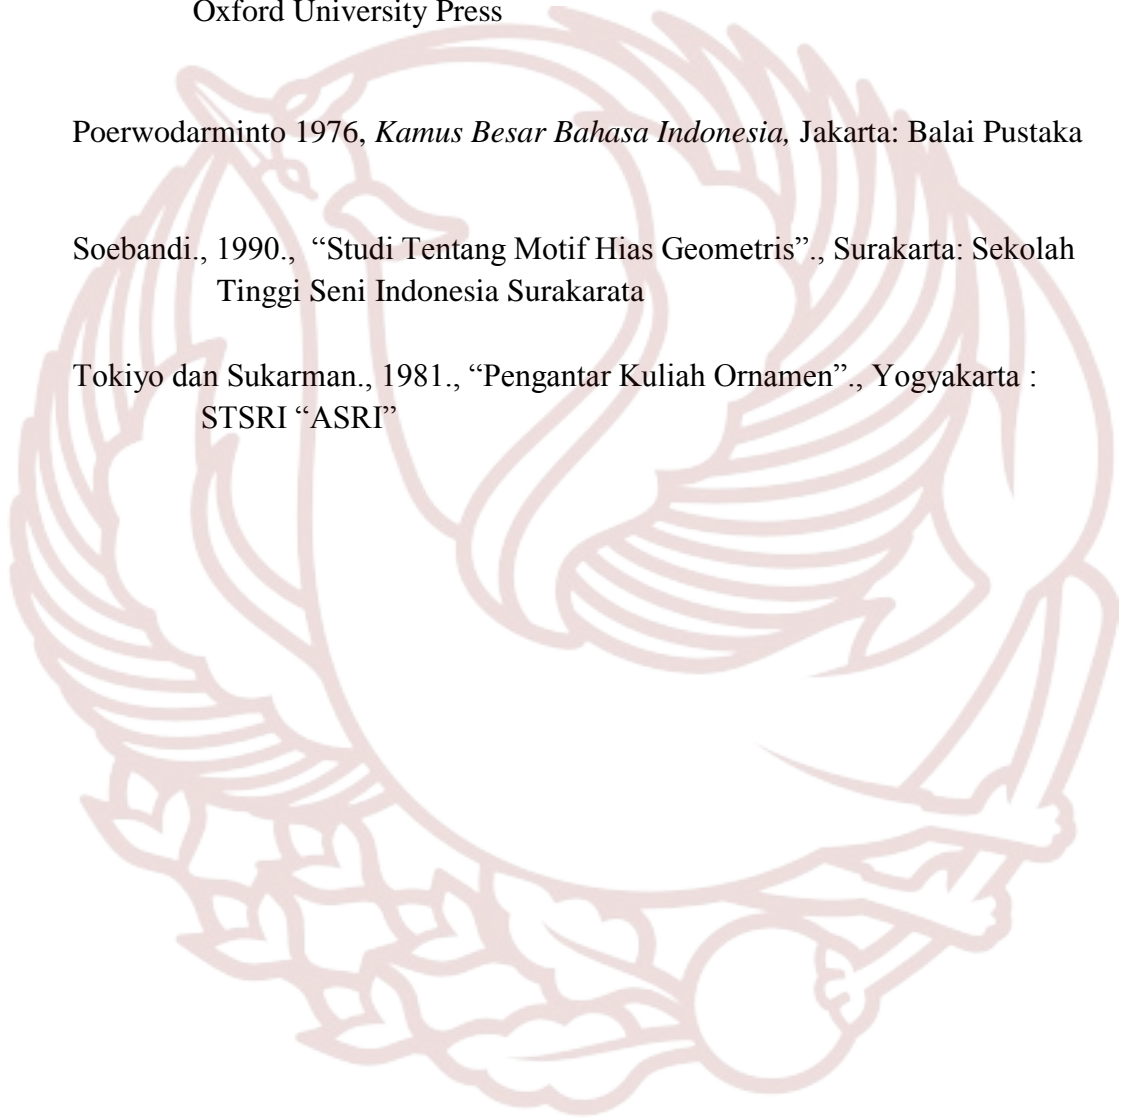 Oxford University Press
Poerwodarminto 1976, Kamus Besar Bahasa Indonesia, Jakarta: Balai Pustaka
Soebandi., 1990., “Studi Tentang Motif Hias Geometris”., Surakarta: Sekolah
Tinggi Seni Indonesia Surakarata
Tokiyo dan Sukarman., 1981., “Pengantar Kuliah Ornamen”., Yogyakarta :
STSRI “ASRI”